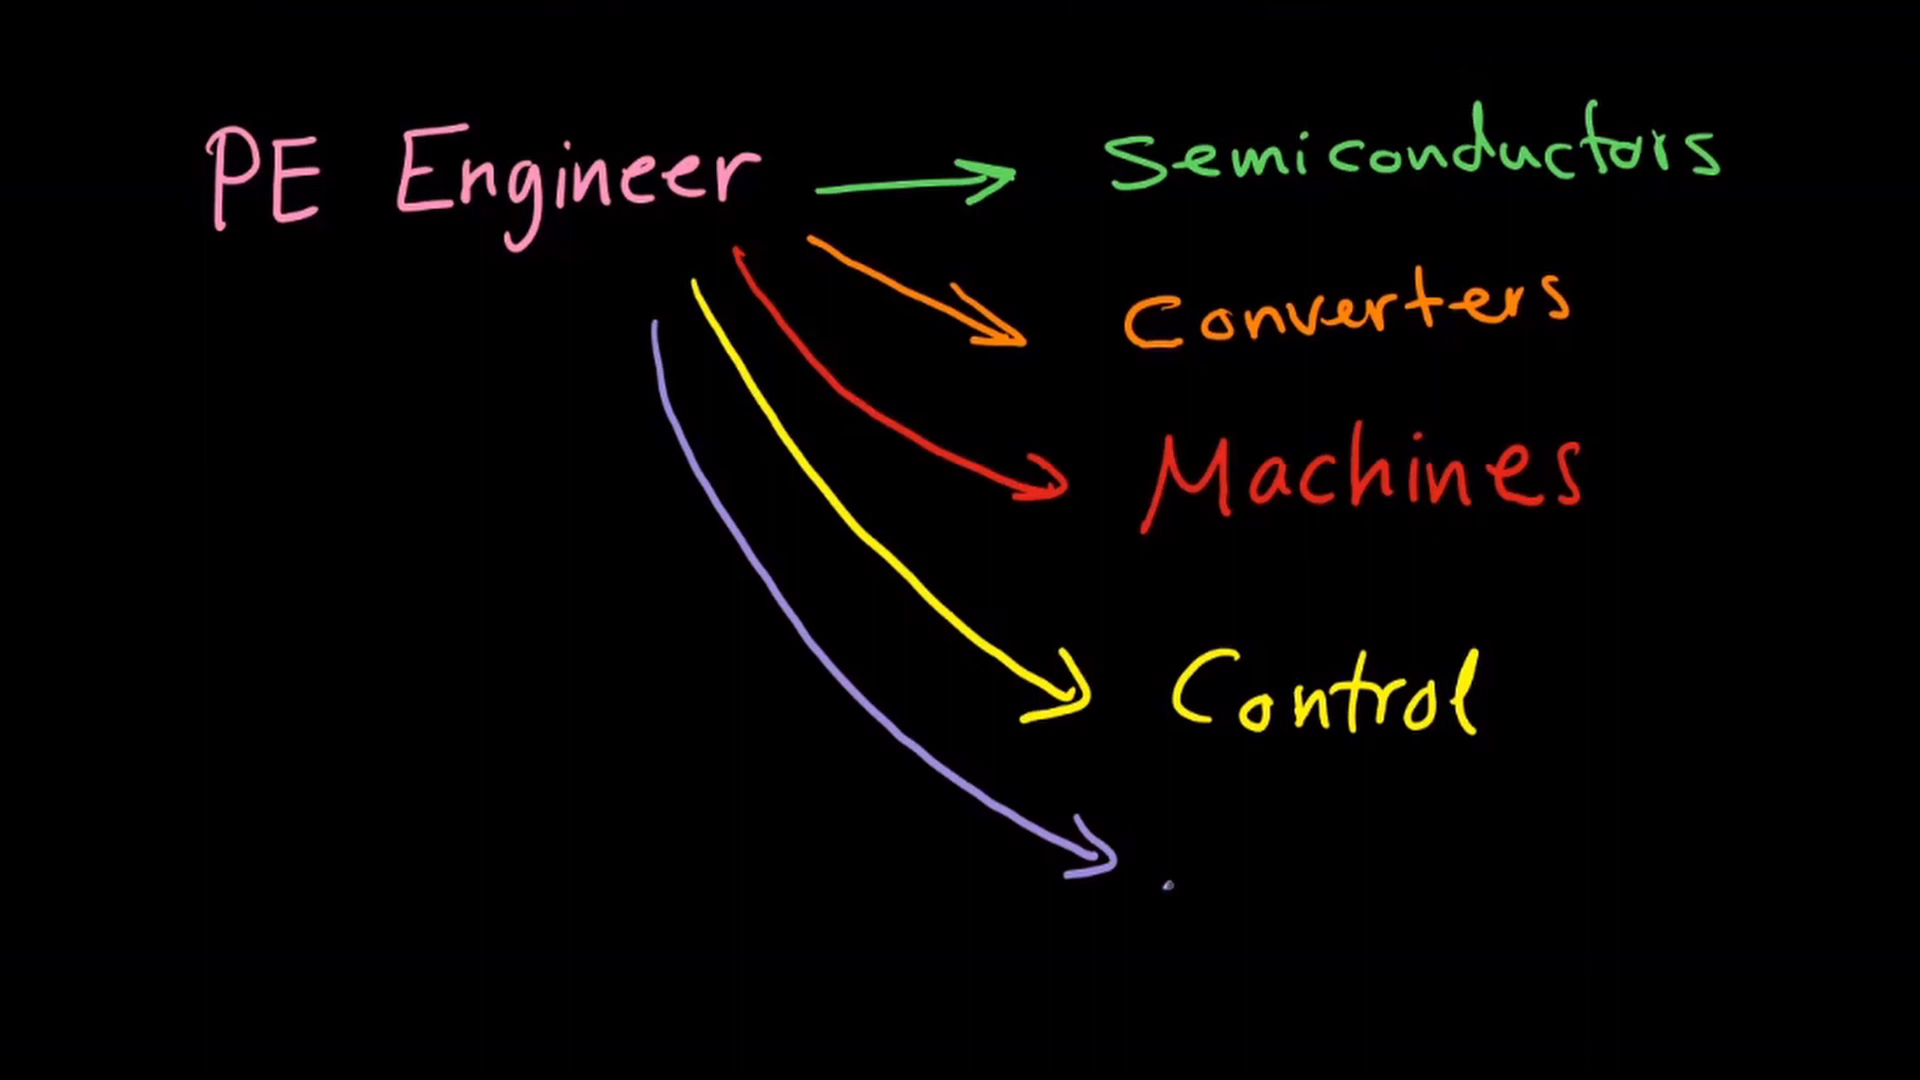 PE Engineer
Semiconductors
Converters
Machines
Control